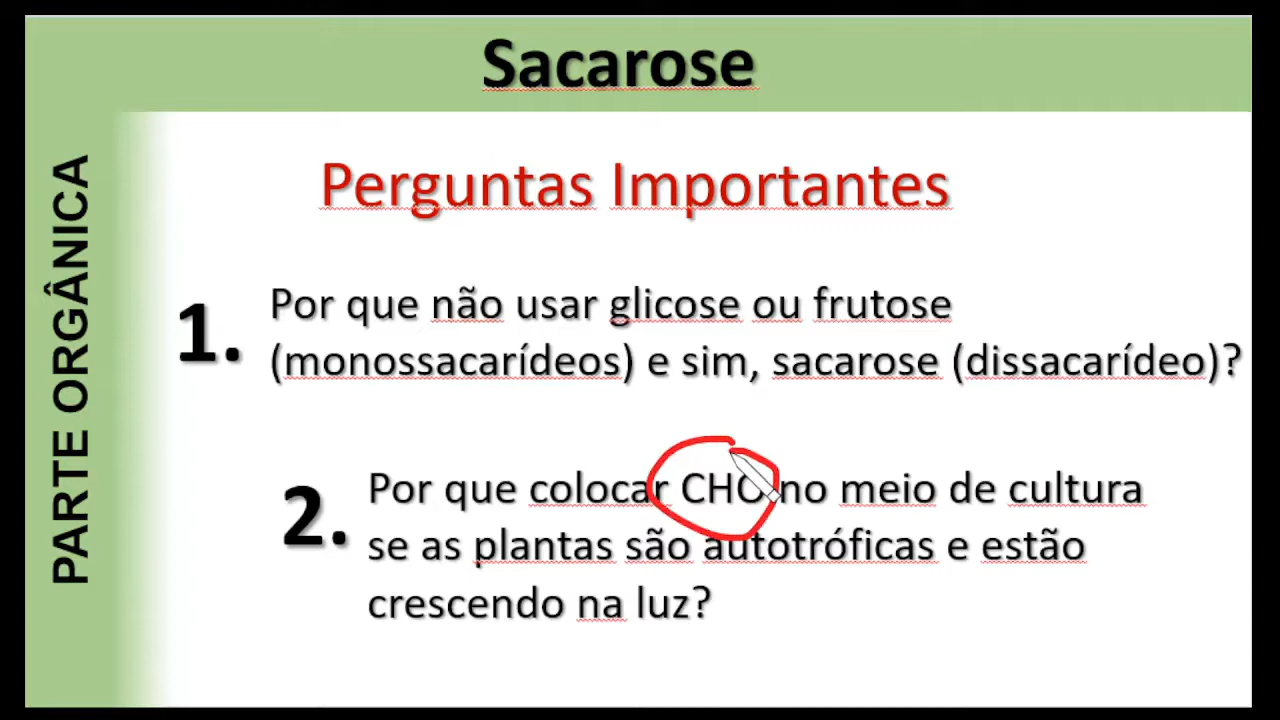 Sacarose
PARTE ORGÂNICA
Perguntas Importantes
1. Por que não usar glicose ou frutose
(monossacarídeos) e sim, sacarose (dissacarídeo)?
2. Por que colocar CHO no meio de cultura
se as plantas são autotróficas e estão
crescendo na luz?